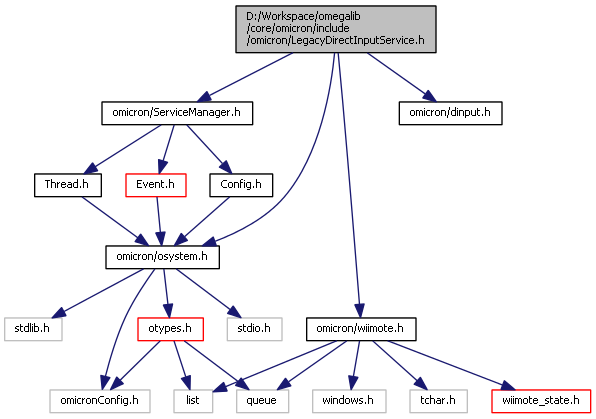 D:/Workspace/omegalib
/core/omicron/include
/omicron/LegacyDirectInputService.h
omicron/ServiceManager.h
omicron/dinput.h
Thread.h
Event.h
Config.h
omicron/osystem.h
stdlib.h
otypes.h
stdio.h
omicron/wiimote.h
omicronConfig.h
list
queue
windows.h
tchar.h
wiimote_state.h